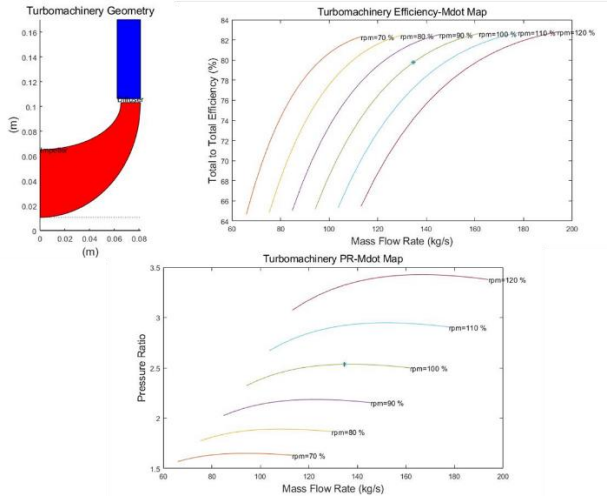 Turbomachinery Geometry
0.16
0.14
0.12
0.1
0.08
0.06
0.04
0.02
0
(m)
Diffuser
Impeller
0
0.02
0.04
0.06
0.08
(m)
Turbomachinery Efficiency-Mdot Map
84
82
80
78
76
74
72
70
68
66
64
Total to Total Efficiency (%)
rpm=70 %
rpm=80 %
rpm=90 %
rpm=100 %
rpm=110 %
rpm=120 %
60
80
100
120
140
160
180
200
Mass Flow Rate (kg/s)
Turbomachinery PR-Mdot Map
3.5
3
2.5
2
1.5
Pressure Ratio
rpm=120 %
rpm=110 %
rpm=100 %
rpm=90 %
rpm=80 %
rpm=70 %
60
80
100
120
140
160
180
200
Mass Flow Rate (kg/s)